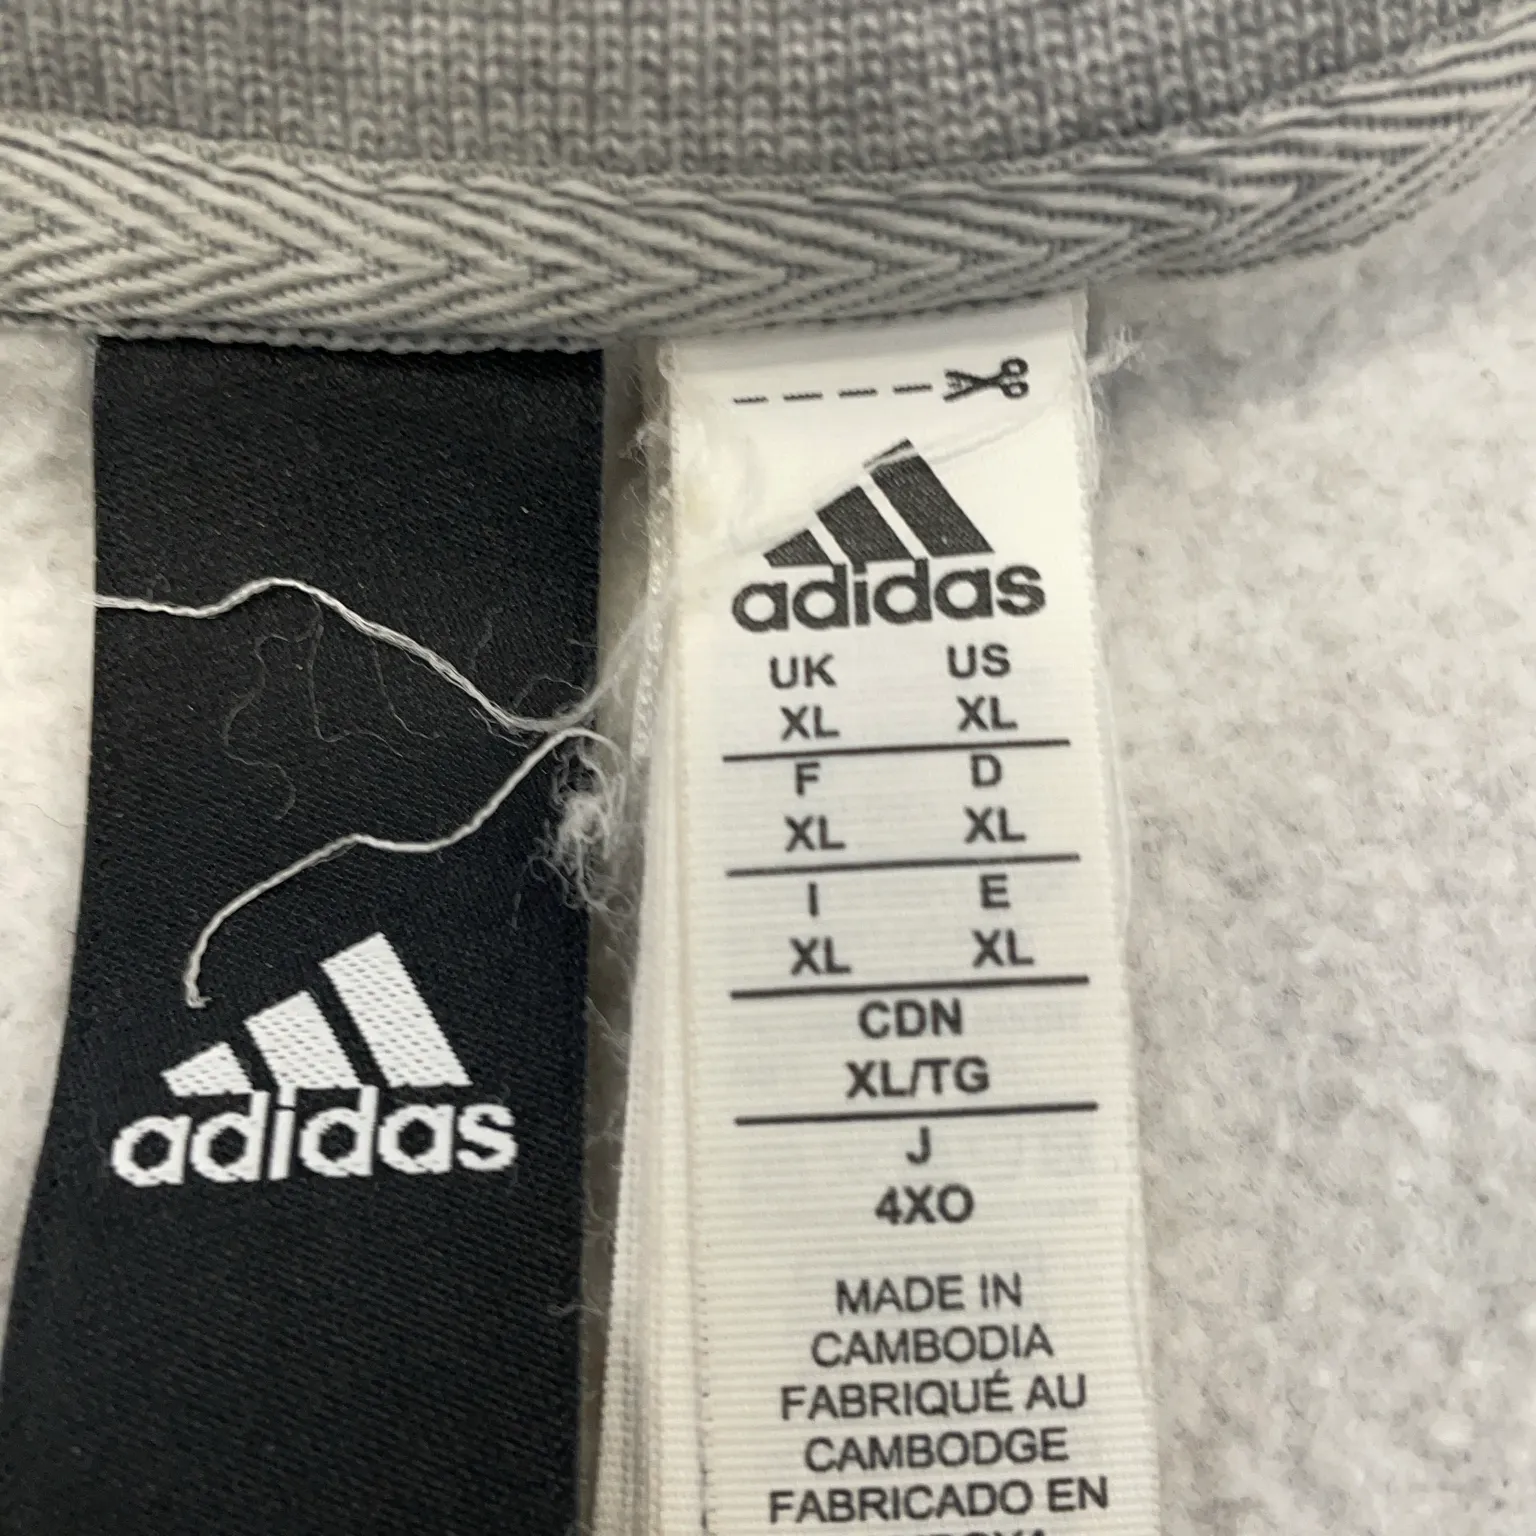 adidas
adidas
UK US
XL XL
F D
XL XL
I E
XL XL
CDN
XL/TG
J
4XO
MADE IN
CAMBODIA
FABRIQUÉ AU
CAMBODGE
FABRICADO EN